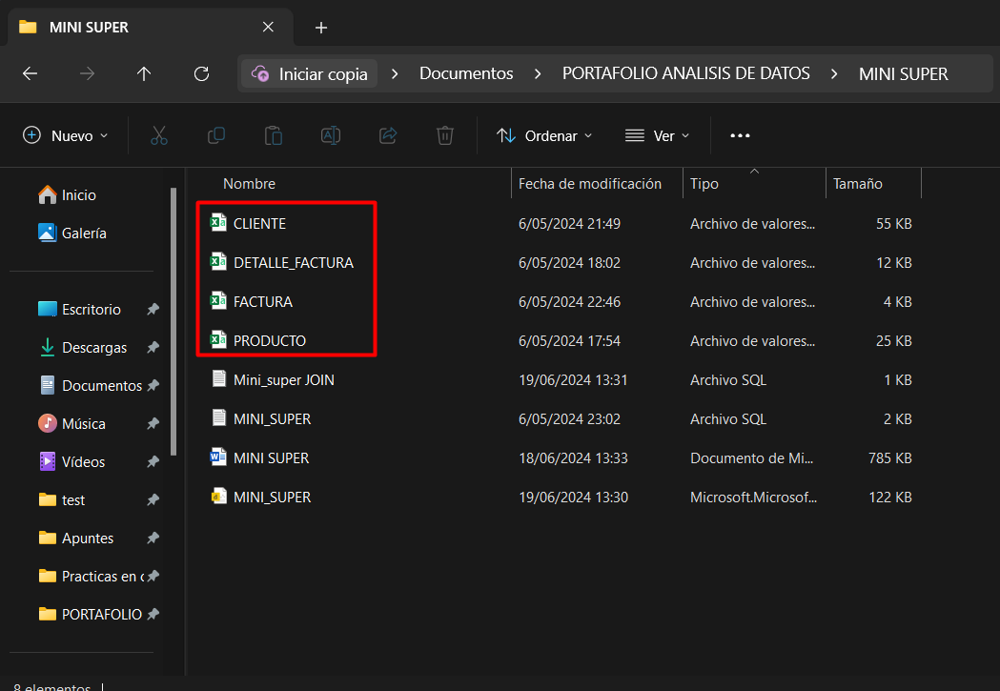 MINI SUPER
Iniciar copia > Documentos > PORTAFOLIO ANALISIS DE DATOS > MINI SUPER
Nuevo Ordenar Ver
Nombre Fecha de modificación Tipo Tamaño
Inicio
Galería
Escritorio
Descargas
Documentos
Música
Vídeos
test
Apuntes
Practicas en c
PORTAFOLIO
CLIENTE 6/05/2024 21:49 Archivo de valores... 55 KB
DETALLE_FACTURA 6/05/2024 18:02 Archivo de valores... 12 KB
FACTURA 6/05/2024 22:46 Archivo de valores... 4 KB
PRODUCTO 6/05/2024 17:54 Archivo de valores... 25 KB
Mini_super JOIN 19/06/2024 13:31 Archivo SQL 1 KB
MINI_SUPER 6/05/2024 23:02 Archivo SQL 2 KB
MINI SUPER 18/06/2024 13:33 Documento de Mi... 785 KB
MINI_SUPER 19/06/2024 13:30 Microsoft.Microsof... 122 KB
8 elementos